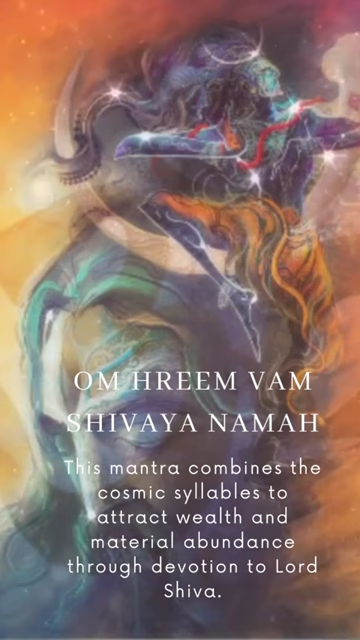 OM HREEM VAM
SHIVAYA NAMAH
This mantra combines the
cosmic syllables to
attract wealth and
material abundance
through devotion to Lord
Shiva.